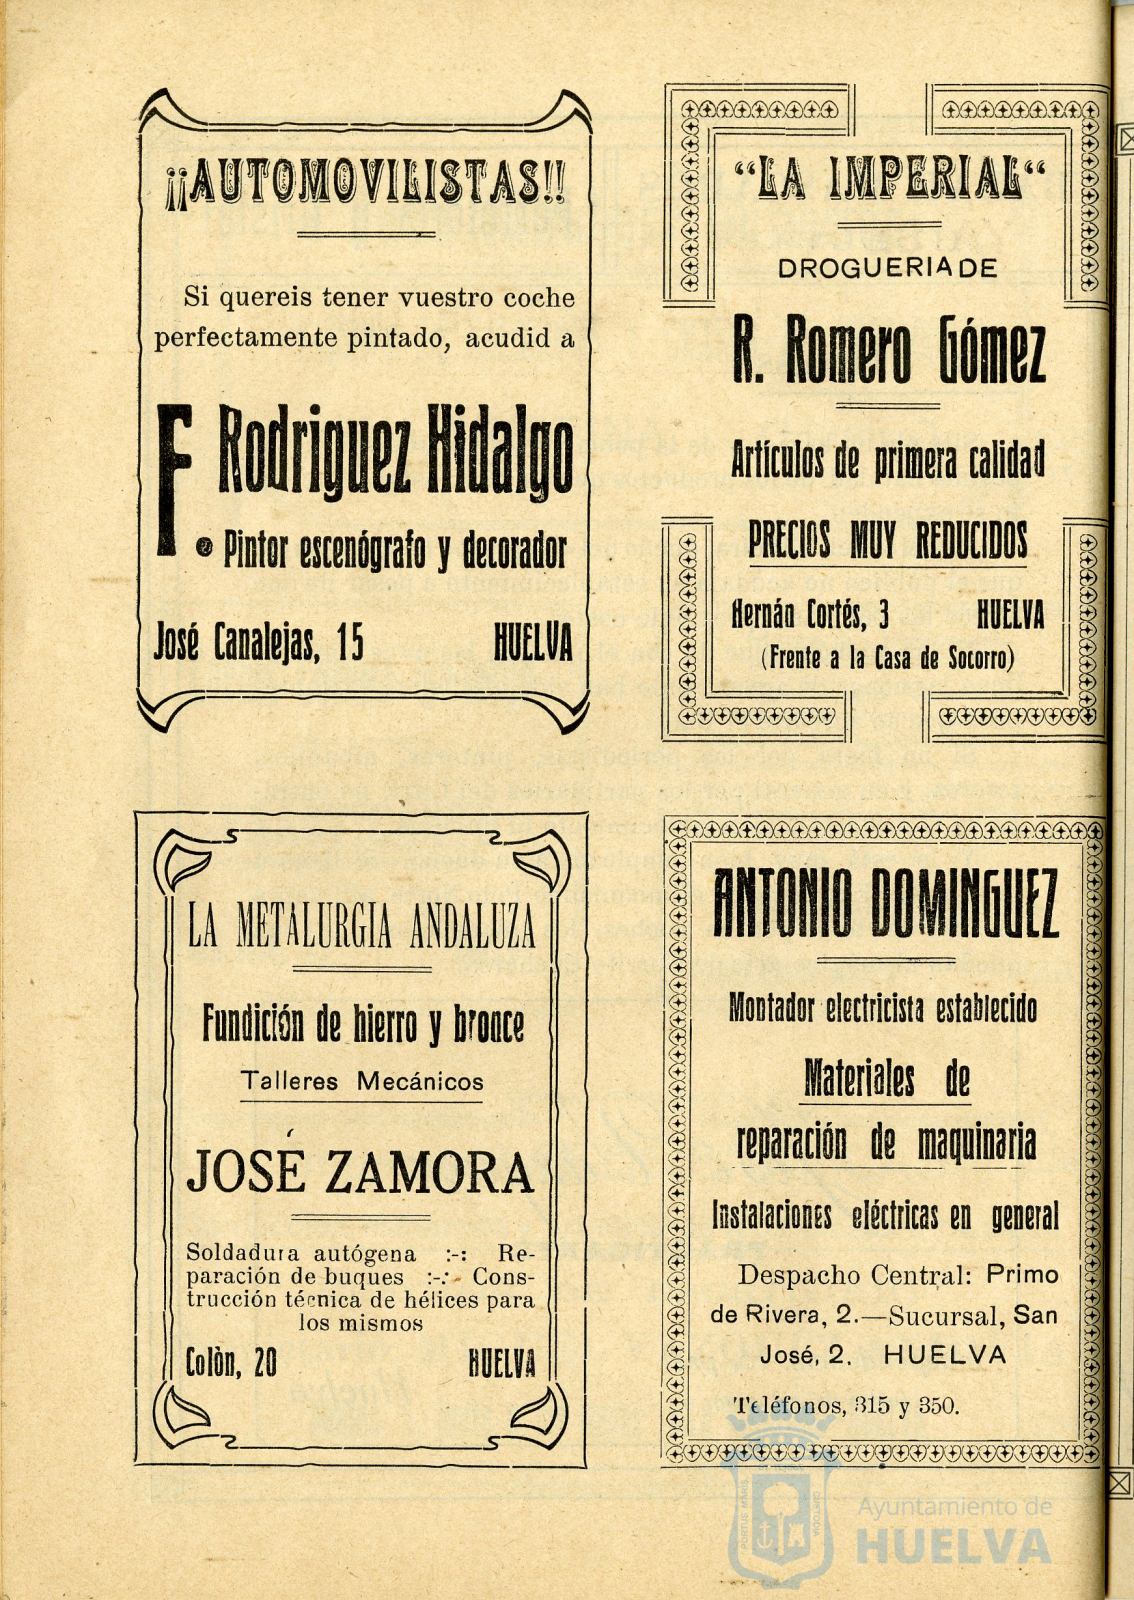 ¡¡AUTOMOVILISTAS!!
Si quereis tener vuestro coche
perfectamente pintado, acudid a
F. Rodriguez Hidalgo
Pintor escenógrafo y decorador
José Canalejas, 15 HUELVA
“LA IMPERIAL“
DROGUERIA DE
R. Romero Gómez
Artículos de primera calidad
PRECIOS MUY REDUCIDOS
Hernán Cortés, 3 HUELVA
(Frente a la Casa de Socorro)
LA METALURGIA ANDALUZA
Fundición de hierro y bronce
Talleres Mecánicos
JOSÉ ZAMORA
Soldadura autógena :-: Re-
paración de buques :-: Cons-
trucción técnica de hélices para
los mismos
Colòn, 20 HUELVA
ANTONIO DOMINGUEZ
Montador electricista establecido
Materiales de
reparación de maquinaria
Instalaciones eléctricas en general
Despacho Central: Primo
de Rivera, 2.—Sucursal, San
José, 2. HUELVA
Teléfonos, 315 y 350.
PORTUS MARIS
CUSTODIA
Ayuntamiento de
HUELVA